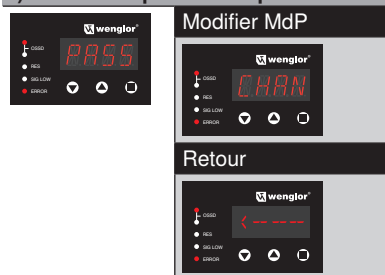 Modifier MdP
wenglor®
PASS
OSSD
RES
SIG LOW
ERROR
wenglor®
CHAN
OSSD
RES
SIG LOW
ERROR
Retour
wenglor®
<-----
OSSD
RES
SIG LOW
ERROR